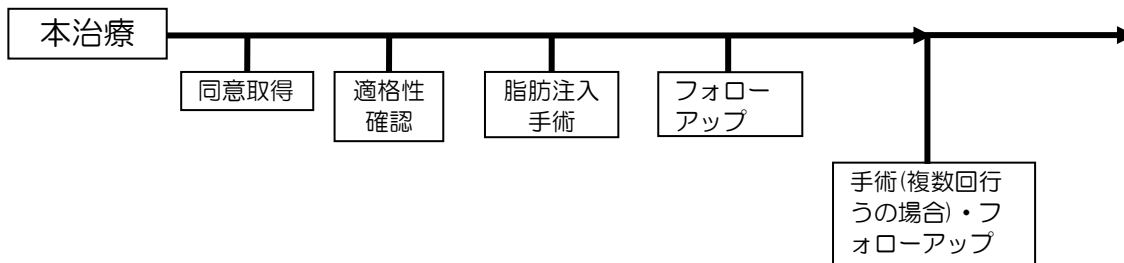 本治療
同意取得
適格性
確認
脂肪注入
手術
フォロー
アップ
手術(複数回行
うの場合)・フ
ォローアップ